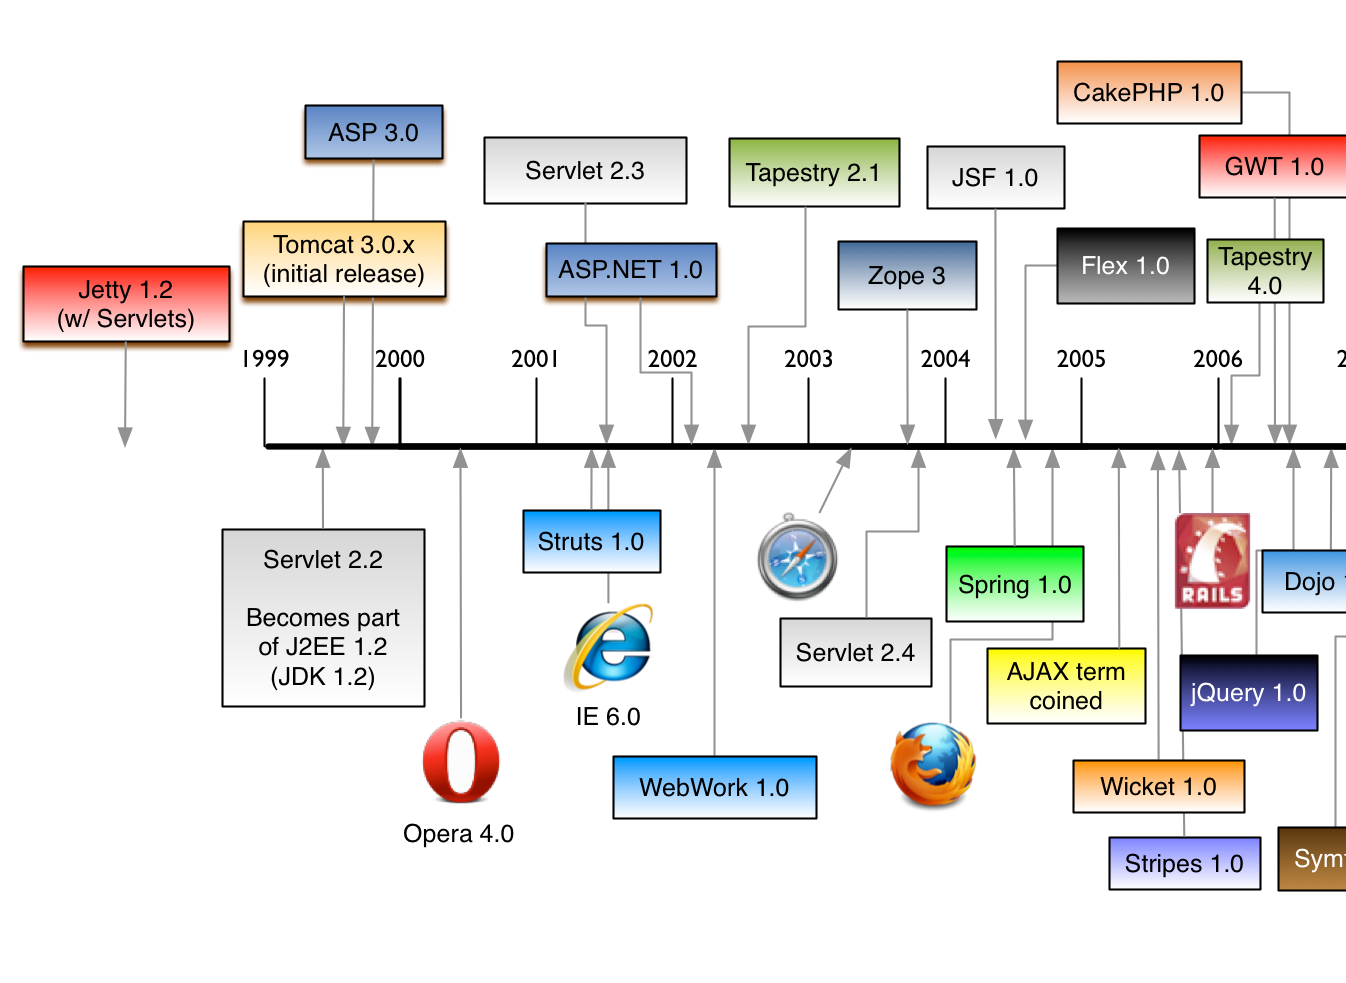 CakePHP 1.0
ASP 3.0
Servlet 2.3
Tapestry 2.1
JSF 1.0
GWT 1.0
Tomcat 3.0.x
(initial release)
ASP.NET 1.0
Zope 3
Flex 1.0
Tapestry
4.0
Jetty 1.2
(w/ Servlets)
1999
2000
2001
2002
2003
2004
2005
2006
Servlet 2.2
Becomes part
of J2EE 1.2
(JDK 1.2)
Struts 1.0
Spring 1.0
RAILS
Dojo
Servlet 2.4
AJAX term
coined
jQuery 1.0
IE 6.0
WebWork 1.0
Wicket 1.0
Opera 4.0
Stripes 1.0